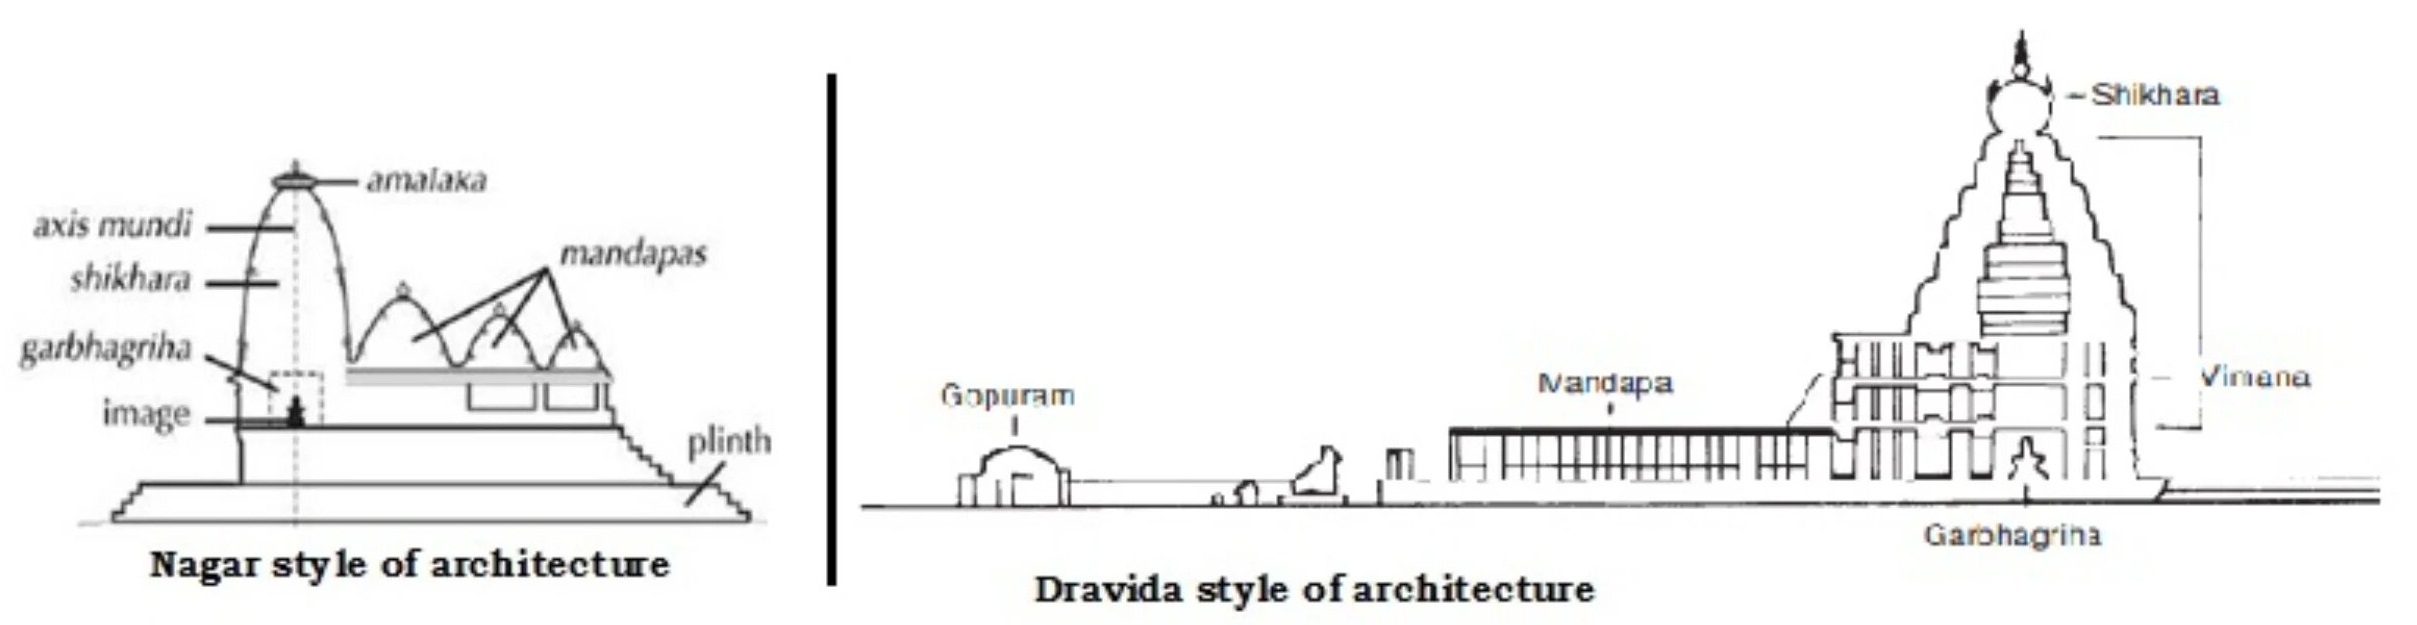 amalaka
axis mundi
mandapas
shikhara
garbhagriha
image
plinth
Nagar style of architecture
Shikhara
Vimana
Mandapa
Gopuram
Garbhagriha
Dravida style of architecture